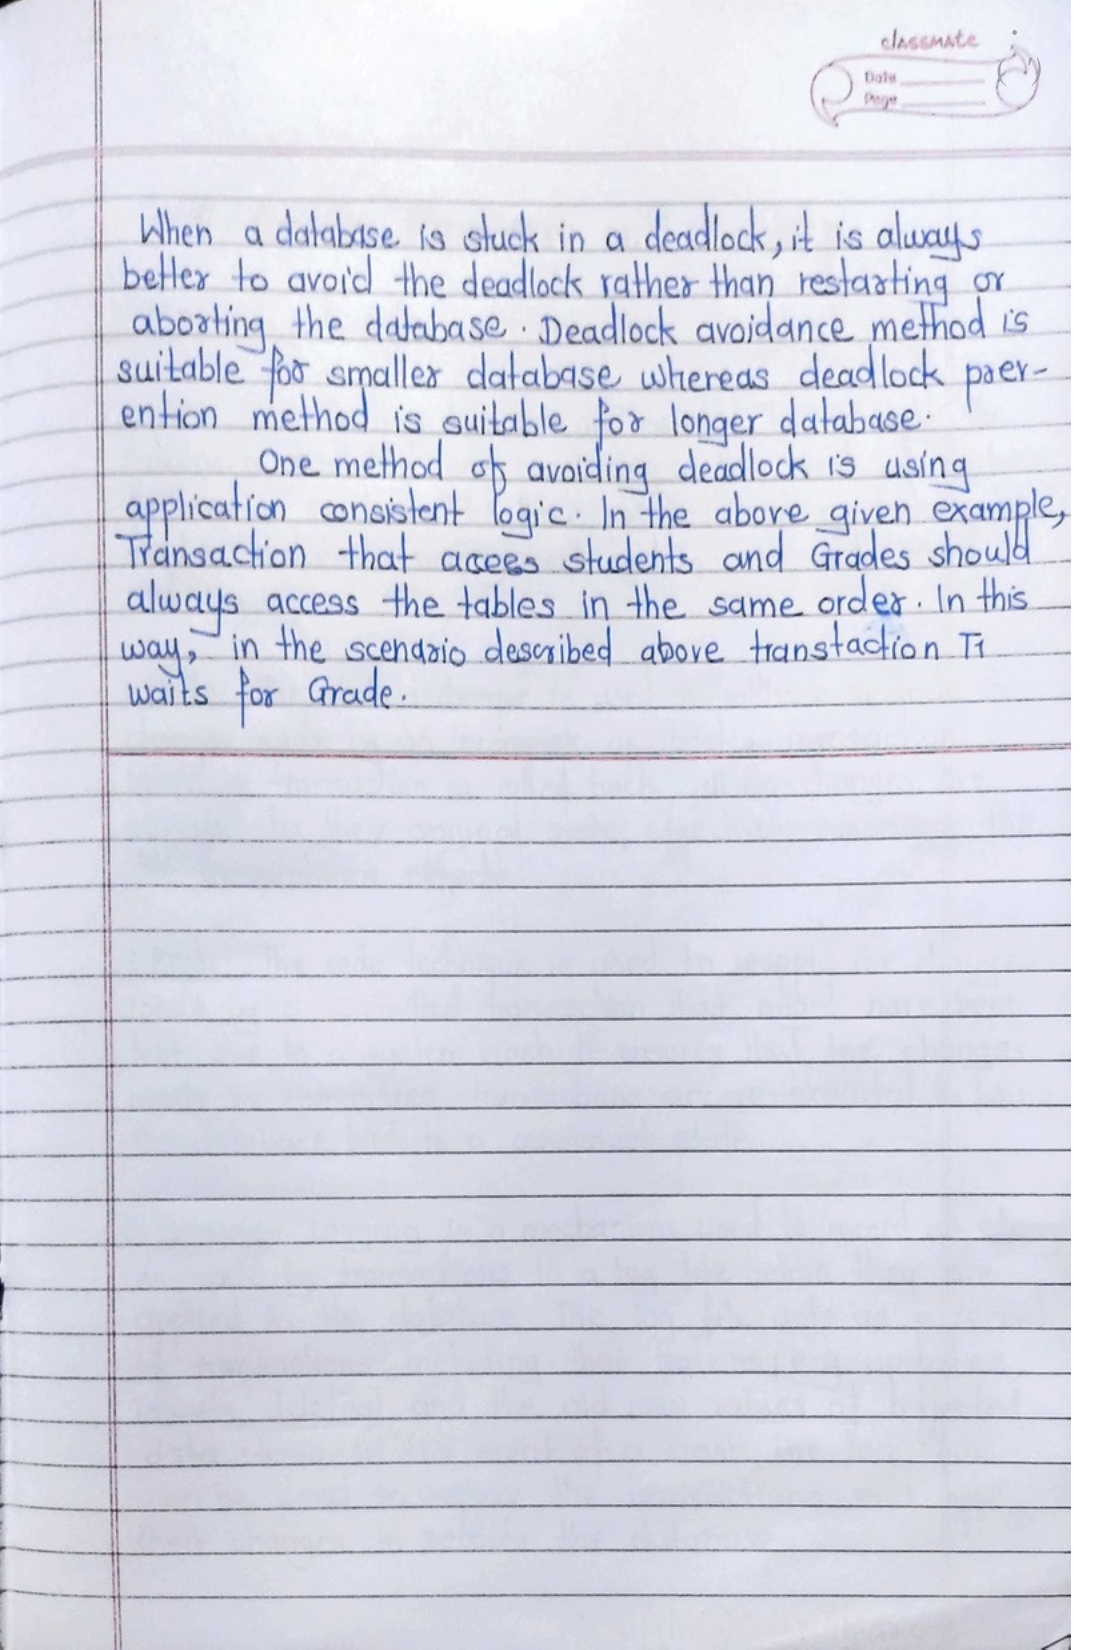 classmate
Date
Page
When a database is stuck in a deadlock, it is always
better to avoid the deadlock rather than restarting or
aborting the database. Deadlock avoidance method is
suitable for smaller database whereas deadlock prev-
ention method is suitable for longer database.
One method of avoiding deadlock is using
application consistent logic. In the above given example,
Transaction that access students and Grades should
always access the tables in the same order. In this
way, in the scenario described above transtaction T1
waits for Grade.